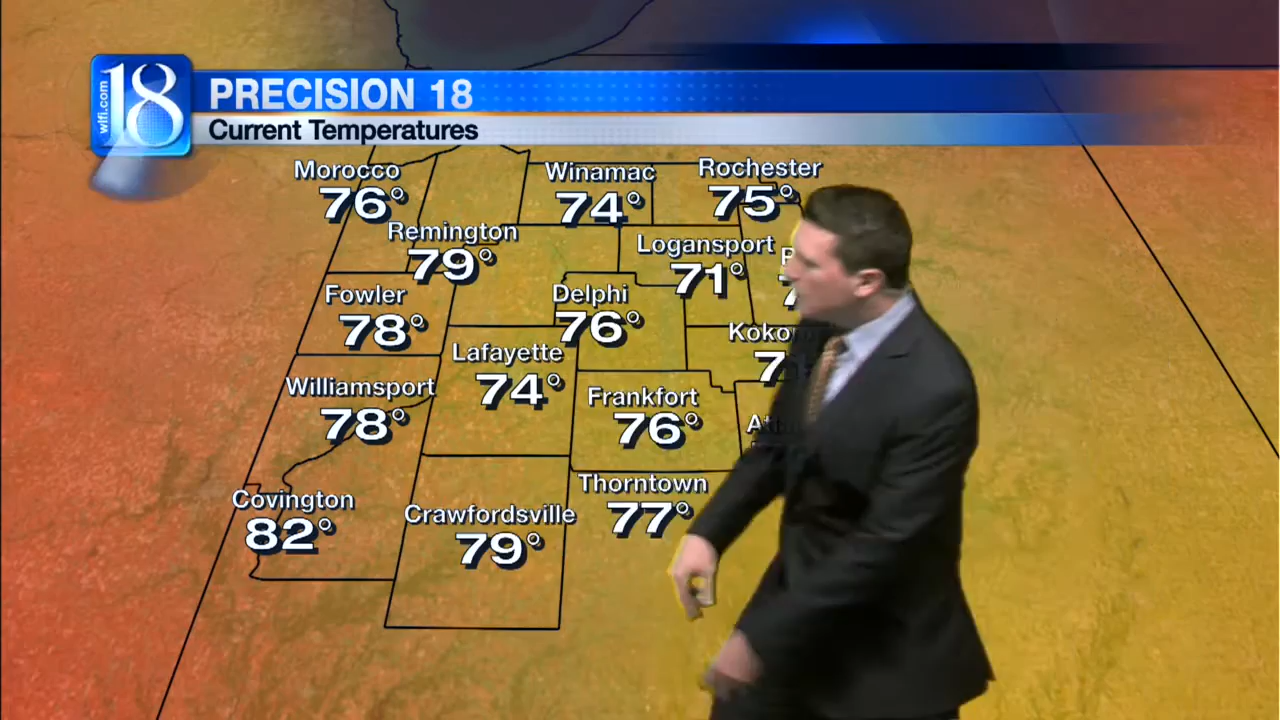 wlfi.com
18
PRECISION 18
Current Temperatures
Morocco
76°
Winamac
74°
Rochester
75°
Remington
79°
Logansport
71°
Fowler
78°
Delphi
76°
Lafayette
74°
Williamsport
78°
Frankfort
76°
Covington
82°
Crawfordsville
79°
Thorntown
77°